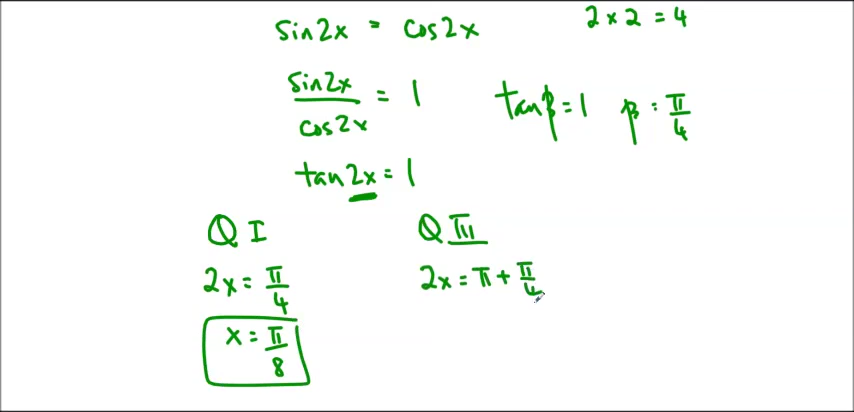 sin2x = cos2x
2 × 2 = 4
sin2x / cos2x = 1
tanβ = 1 β = π/4
tan2x = 1
Q I
Q III
2x = π/4
2x = π + π/4
x = π/8